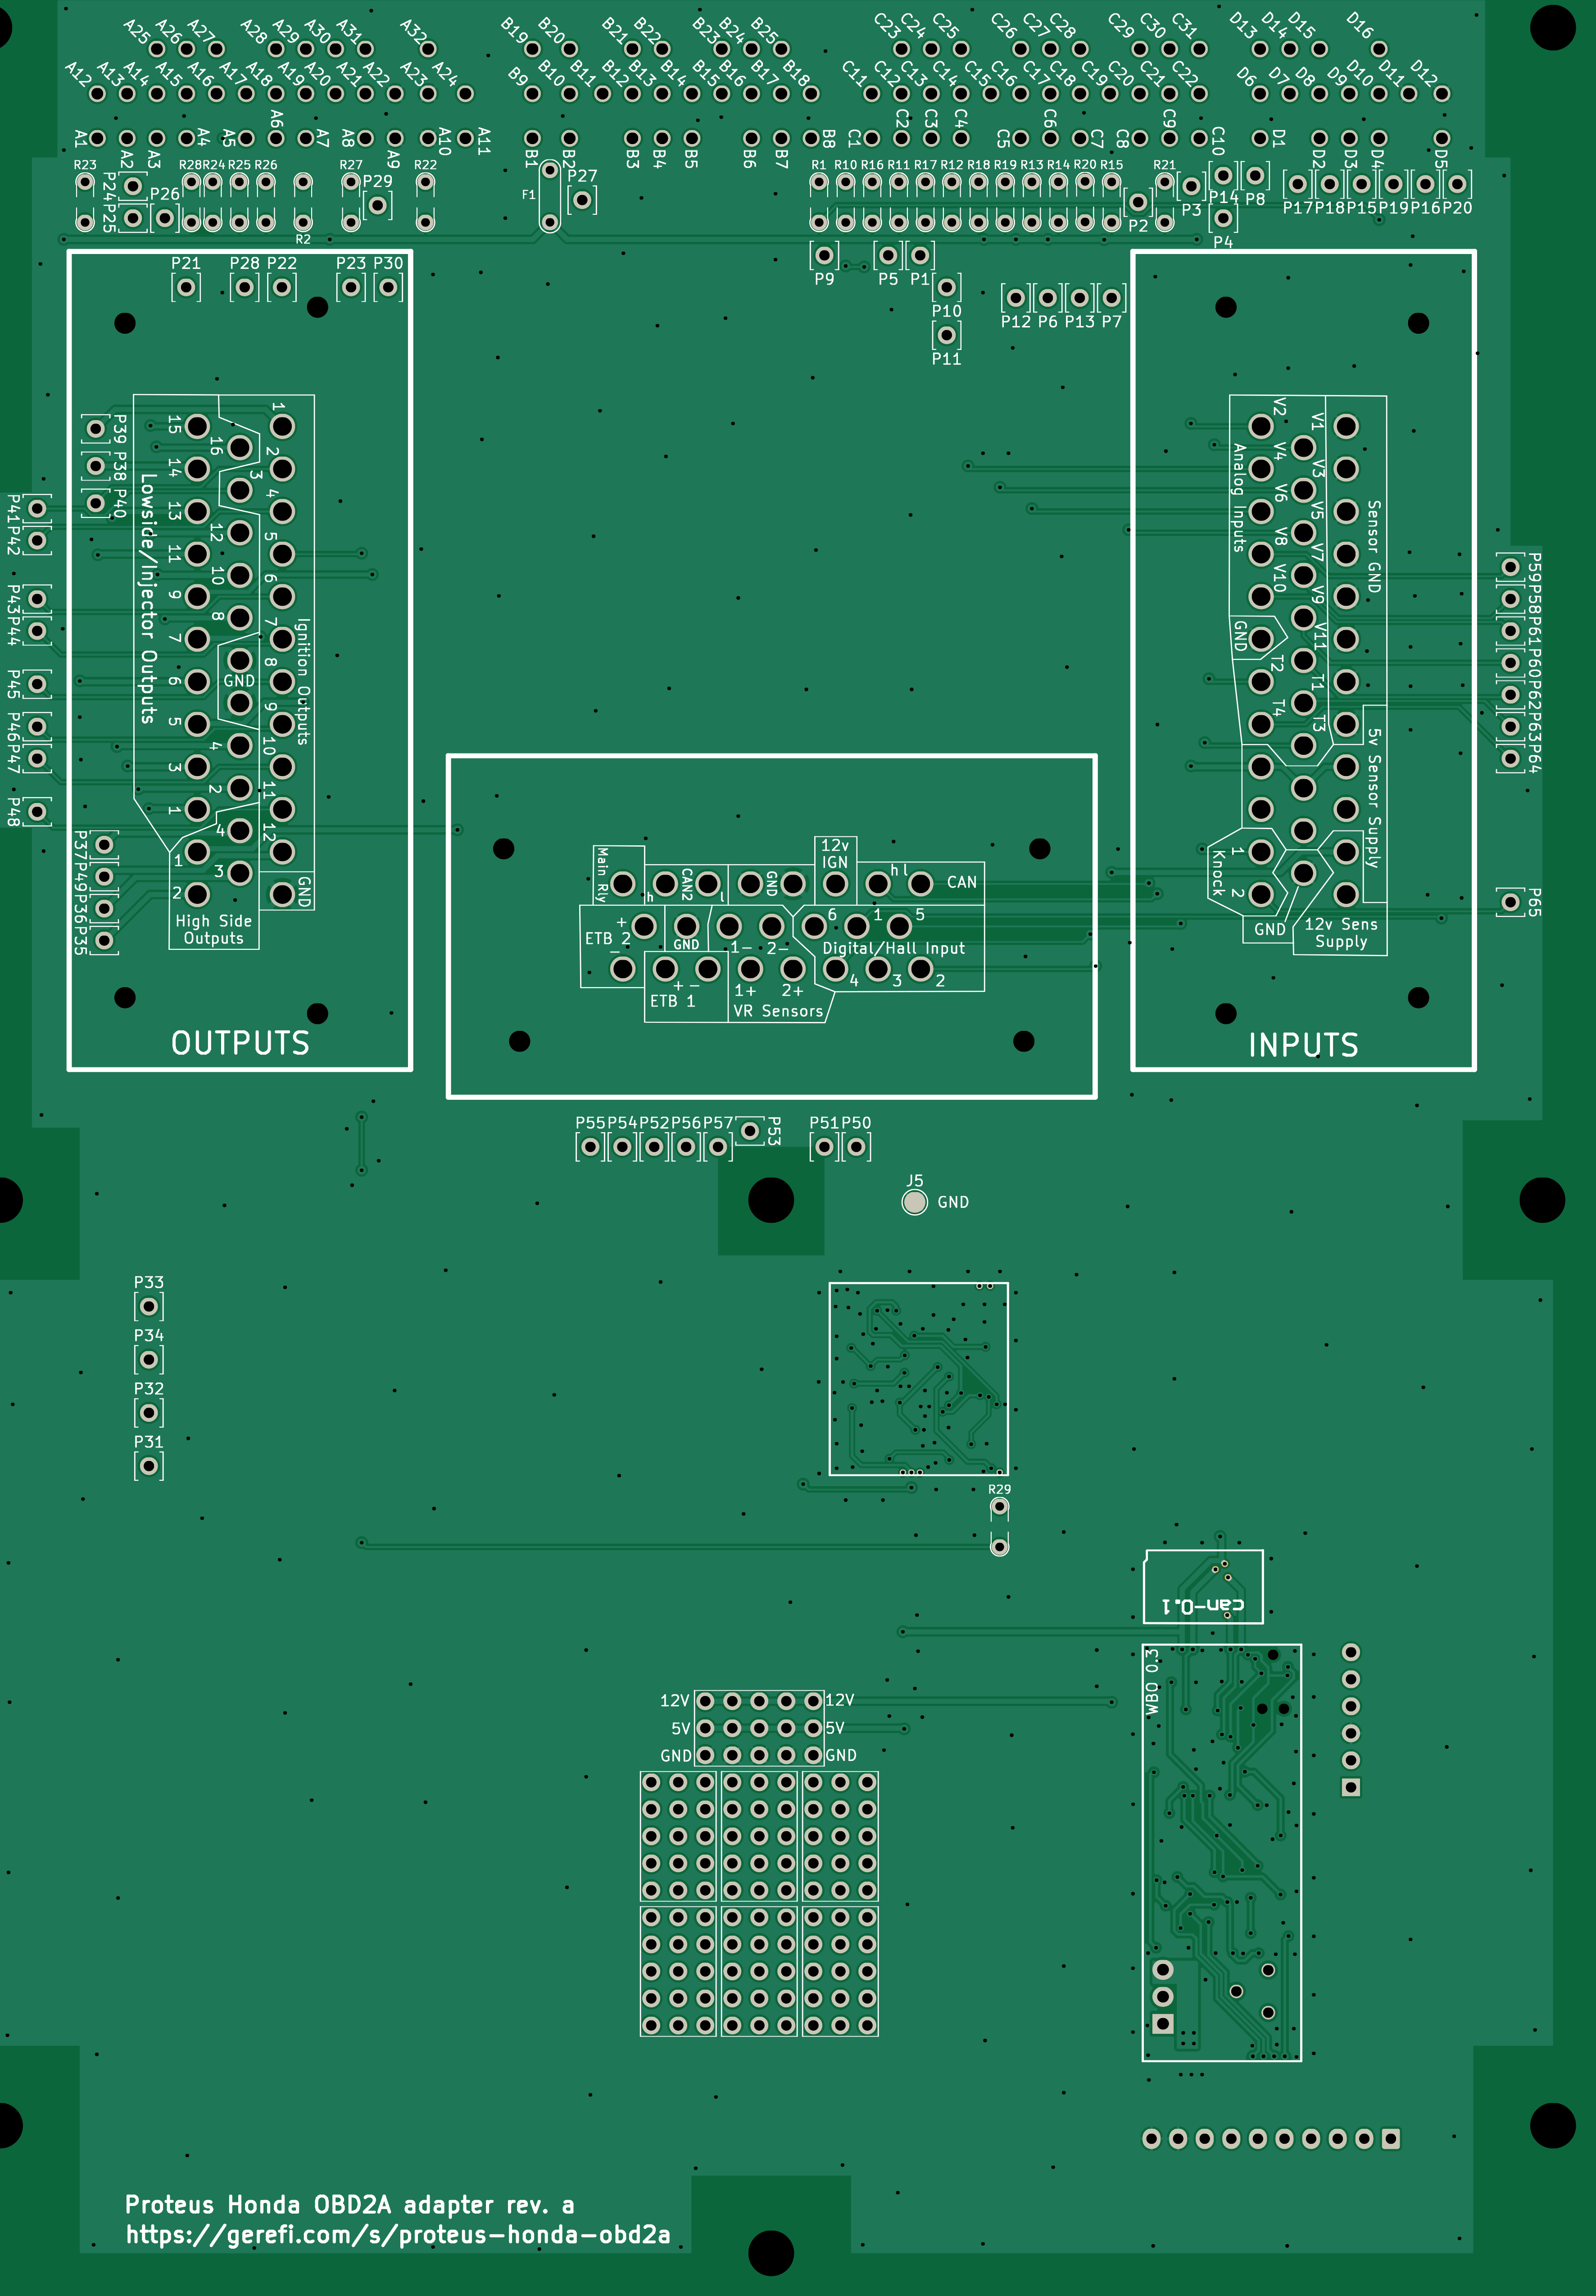 A25 A26 A27 A28 A29 A30 A31 A32 B19 B20 B21 B22 B23 B24 B25 C23 C24 C25 C26 C27 C28 C29 C30 C31 D13 D14 D15 D16
A12 A13 A14 A15 A16 A17 A18 A19 A20 A21 A22 A23 A24 B9 B10 B11 B12 B13 B14 B15 B16 B17 B18 C11 C12 C13 C14 C15 C16 C17 C18 C19 C20 C21 C22 D6 D7 D8 D9 D10 D11 D12
A1 A2 A3 A4 A5 A6 A7 A8 A9 A10 A11 B1 B2 B3 B4 B5 B6 B7 B8 C1 C2 C3 C4 C5 C6 C7 C8 C9 C10 D1 D2 D3 D4 D5
R23 R28 R24 R25 R26 R27 R22 R1 R10 R16 R11 R17 R12 R18 R19 R13 R14 R20 R15 R21
P24 P25 P26 P29 F1 P27 P2 P3 P14 P8 P4 P17 P18 P15 P19 P16 P20
R2
P21 P28 P22 P23 P30 P9 P5 P1
P10 P12 P6 P13 P7
P11
P39 P38 P40
P41 P42
P43 P44
P45
P46 P47
P48
P37 P49 P36 P35
15 14 13 11 9 7 6 5 3 1 1 2
16 3 12 10 8 GND 4 2 4 3
1 2 4 5 6 7 8 9 10 11 12 GND
Lowside/Injector Outputs
Ignition Outputs
High Side
Outputs
OUTPUTS
V2 V4 V6 V8 V10 GND T2 T4 1 2
V1 V3 V5 V7 V9 V11 T1 T3
Analog Inputs
Sensor GND
5v Sensor Supply
Knock
GND
12v Sens
Supply
INPUTS
P59 P58 P61 P60 P62 P63 P64
P65
Main Rly
h CAN2 l
h GND
12v
IGN
h l
CAN
+
ETB 2
-
GND
1- 2-
6 1 5
Digital/Hall Input
+ -
ETB 1
1+ 2+
4 3 2
VR Sensors
P55 P54 P52 P56 P57 P53 P51 P50
J5
GND
P33
P34
P32
P31
R29
can-0.1
WBO 0.3
12V 12V
5V 5V
GND GND
Proteus Honda OBD2A adapter rev. a
https://gerefi.com/s/proteus-honda-obd2a